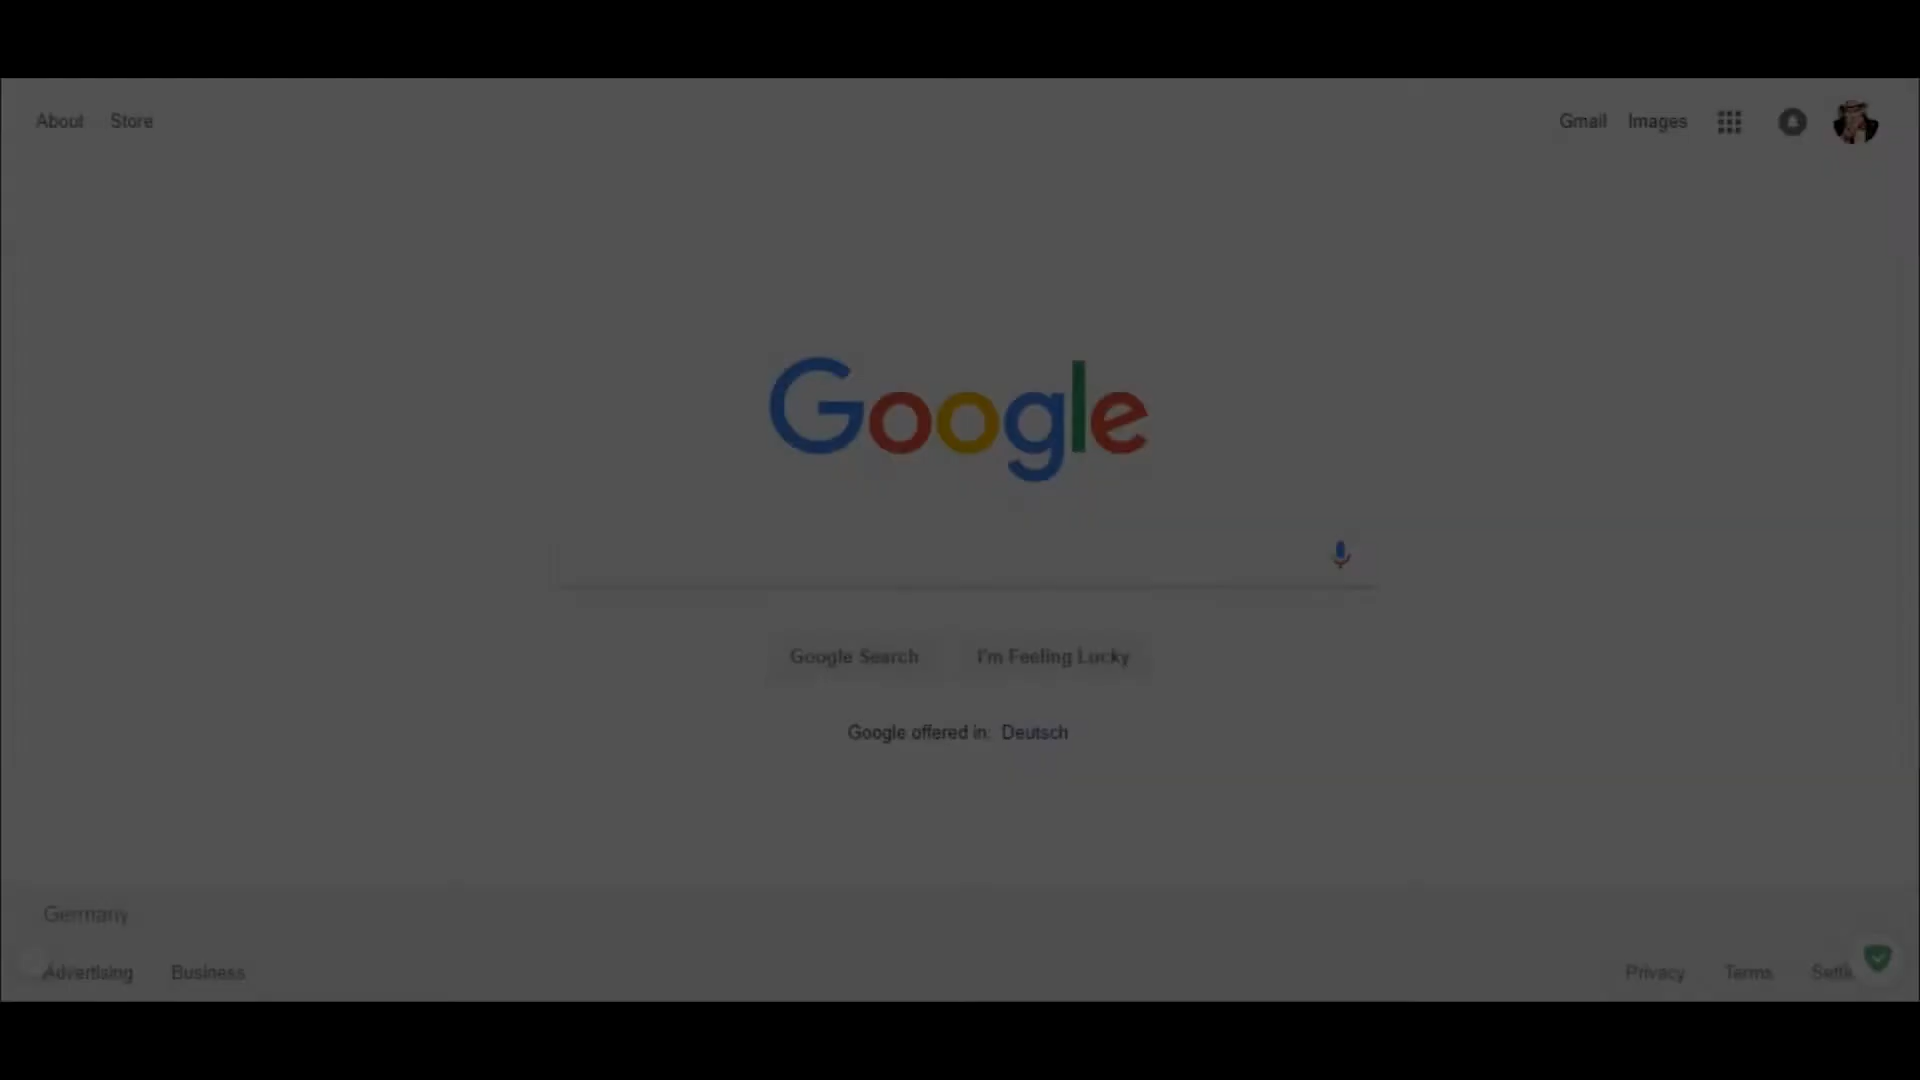 About Store Gmail Images
Google
Google Search I'm Feeling Lucky
Google offered in: Deutsch
Germany
Advertising Business Privacy Terms